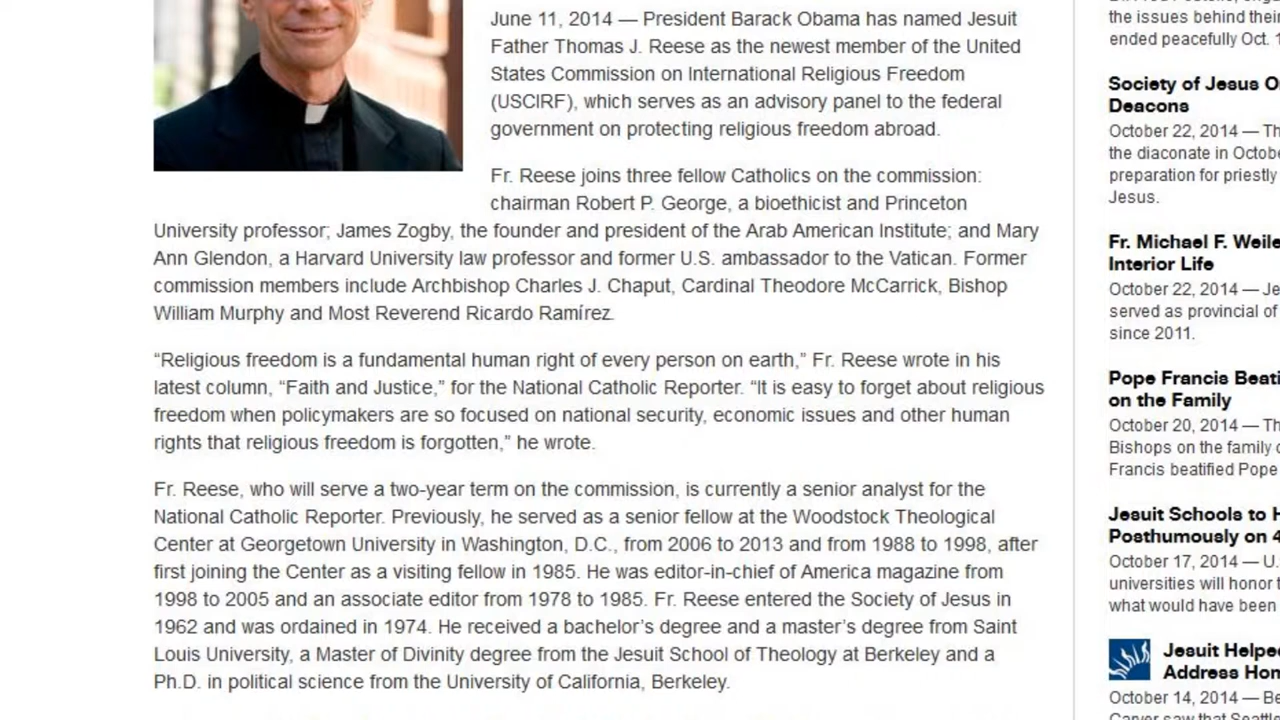 June 11, 2014 — President Barack Obama has named Jesuit
Father Thomas J. Reese as the newest member of the United
States Commission on International Religious Freedom
(USCIRF), which serves as an advisory panel to the federal
government on protecting religious freedom abroad.
Fr. Reese joins three fellow Catholics on the commission:
chairman Robert P. George, a bioethicist and Princeton
University professor; James Zogby, the founder and president of the Arab American Institute; and Mary
Ann Glendon, a Harvard University law professor and former U.S. ambassador to the Vatican. Former
commission members include Archbishop Charles J. Chaput, Cardinal Theodore McCarrick, Bishop
William Murphy and Most Reverend Ricardo Ramírez.
“Religious freedom is a fundamental human right of every person on earth,” Fr. Reese wrote in his
latest column, “Faith and Justice,” for the National Catholic Reporter. “It is easy to forget about religious
freedom when policymakers are so focused on national security, economic issues and other human
rights that religious freedom is forgotten,” he wrote.
Fr. Reese, who will serve a two-year term on the commission, is currently a senior analyst for the
National Catholic Reporter. Previously, he served as a senior fellow at the Woodstock Theological
Center at Georgetown University in Washington, D.C., from 2006 to 2013 and from 1988 to 1998, after
first joining the Center as a visiting fellow in 1985. He was editor-in-chief of America magazine from
1998 to 2005 and an associate editor from 1978 to 1985. Fr. Reese entered the Society of Jesus in
1962 and was ordained in 1974. He received a bachelor’s degree and a master’s degree from Saint
Louis University, a Master of Divinity degree from the Jesuit School of Theology at Berkeley and a
Ph.D. in political science from the University of California, Berkeley.
the issues behind their
ended peacefully Oct. 1
Society of Jesus O
Deacons
October 22, 2014 — Th
the diaconate in Octobe
preparation for priestly
Jesus.
Fr. Michael F. Weile
Interior Life
October 22, 2014 — Je
served as provincial of
since 2011.
Pope Francis Beati
on the Family
October 20, 2014 — Th
Bishops on the family c
Francis beatified Pope
Jesuit Schools to H
Posthumously on 4
October 17, 2014 — U.
universities will honor t
what would have been
Jesuit Helped
Address Hom
October 14, 2014 — Be